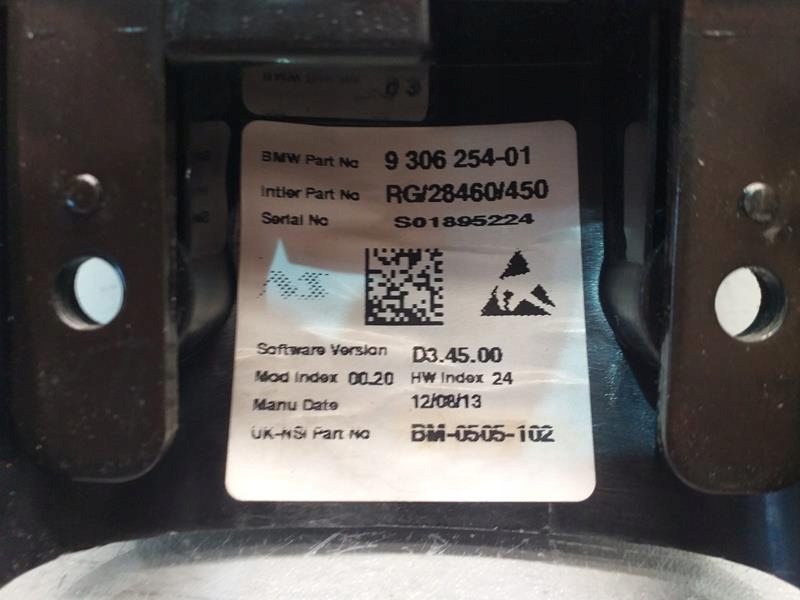 03
BMW Part No 9 306 254-01
Intier Part No RG/28460/450
Serial No S01895224
Software Version D3.45.00
Mod Index 00.20 HW Index 24
Manu Date 12/08/13
UK-NSI Part No BM-0505-102